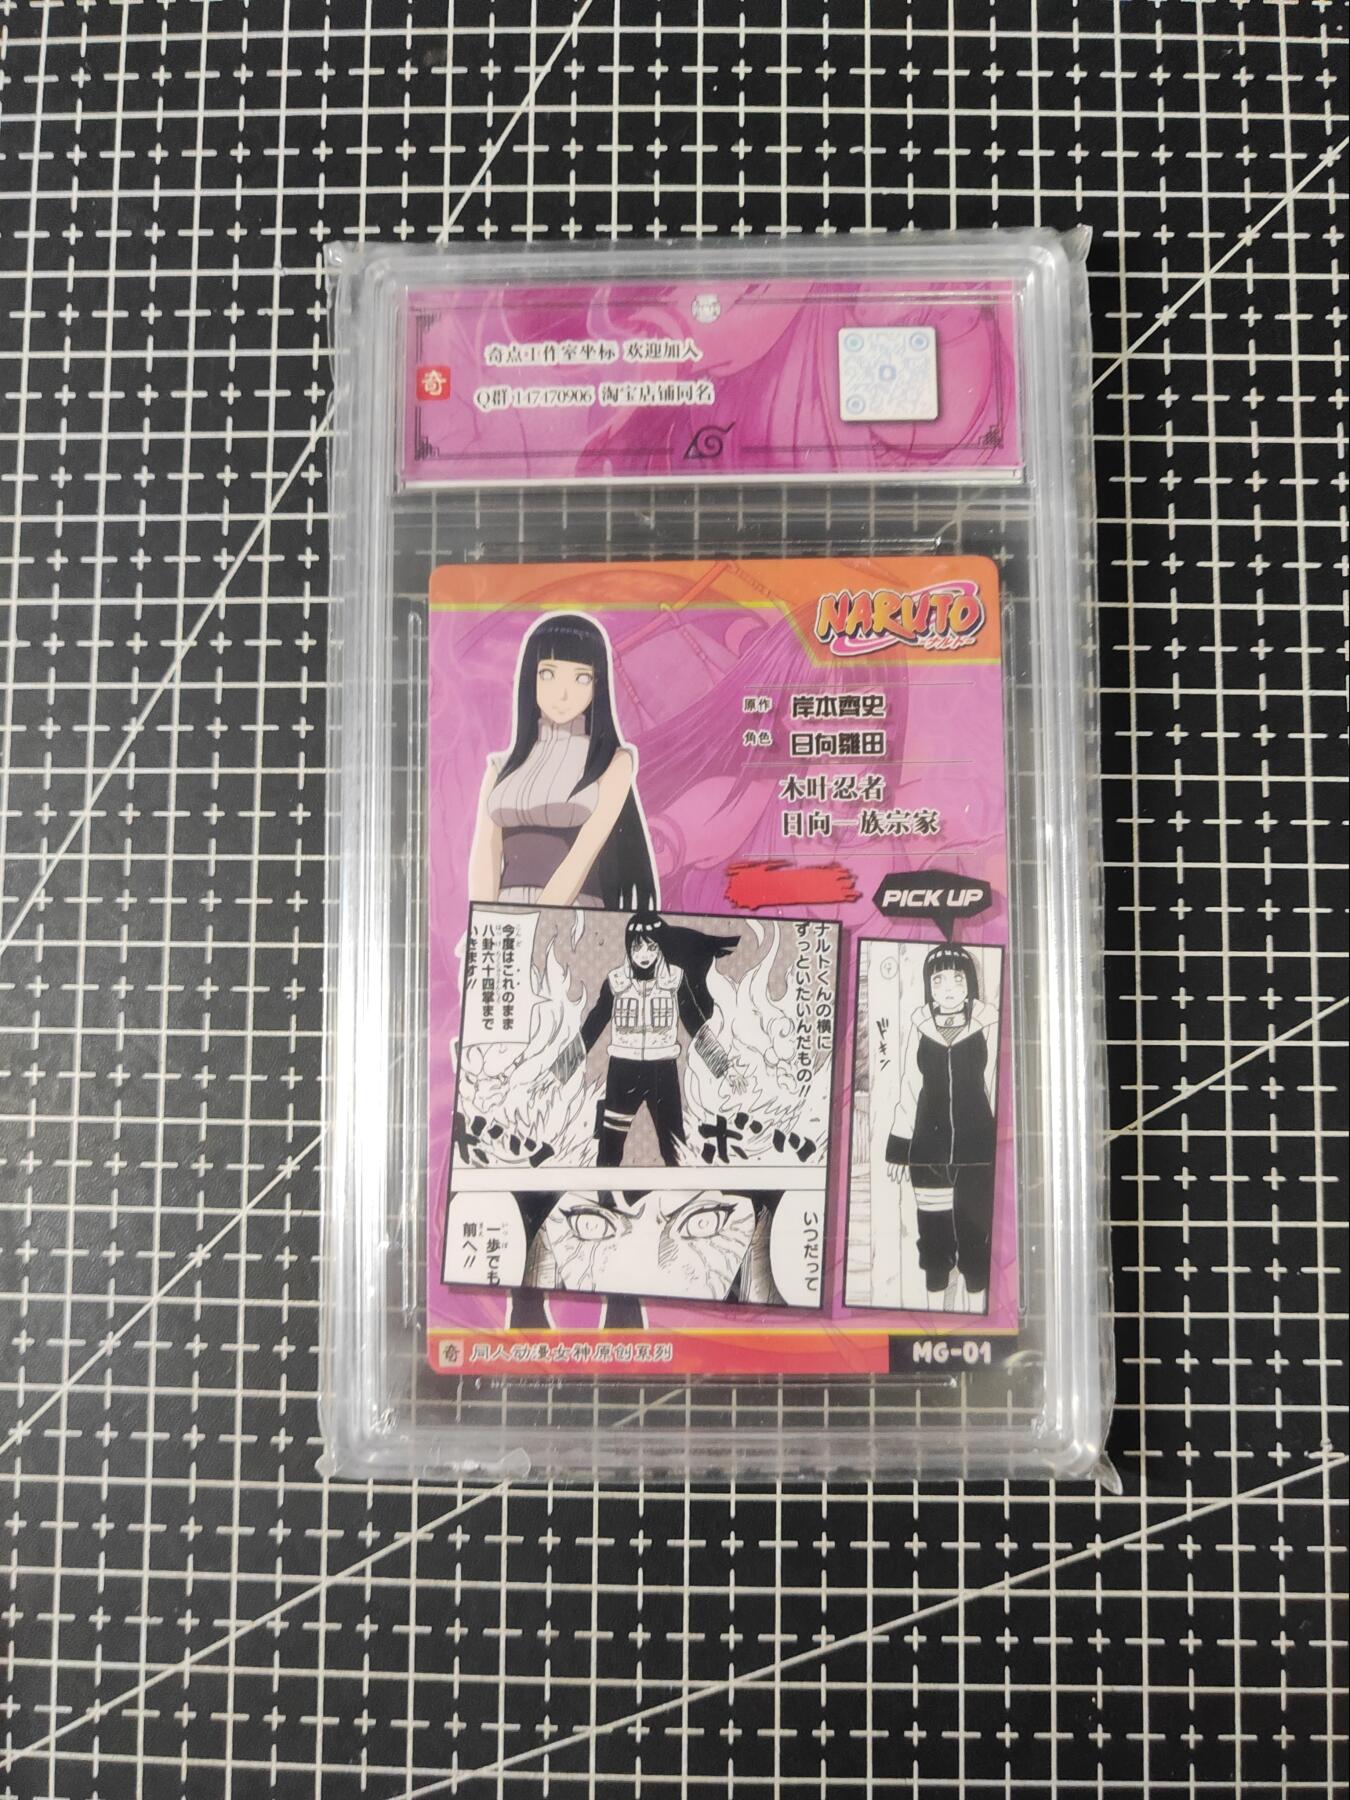 奇点工作室坐标 欢迎加入
奇
Q群:147470906 淘宝店铺同名
NARUTO
-ナルト-
原作 岸本齊史
角色 日向雛田
木叶忍者
日向一族宗家
PICK UP
ナルトくんの横に
ずっといたいんだもの!!
今度はこれのまま
八卦六十四掌まで
いきます!!
ボッ
ボッ
ドキン
いつだって
一歩でも
前へ!!
奇 同人动漫女神原创系列
MG-01